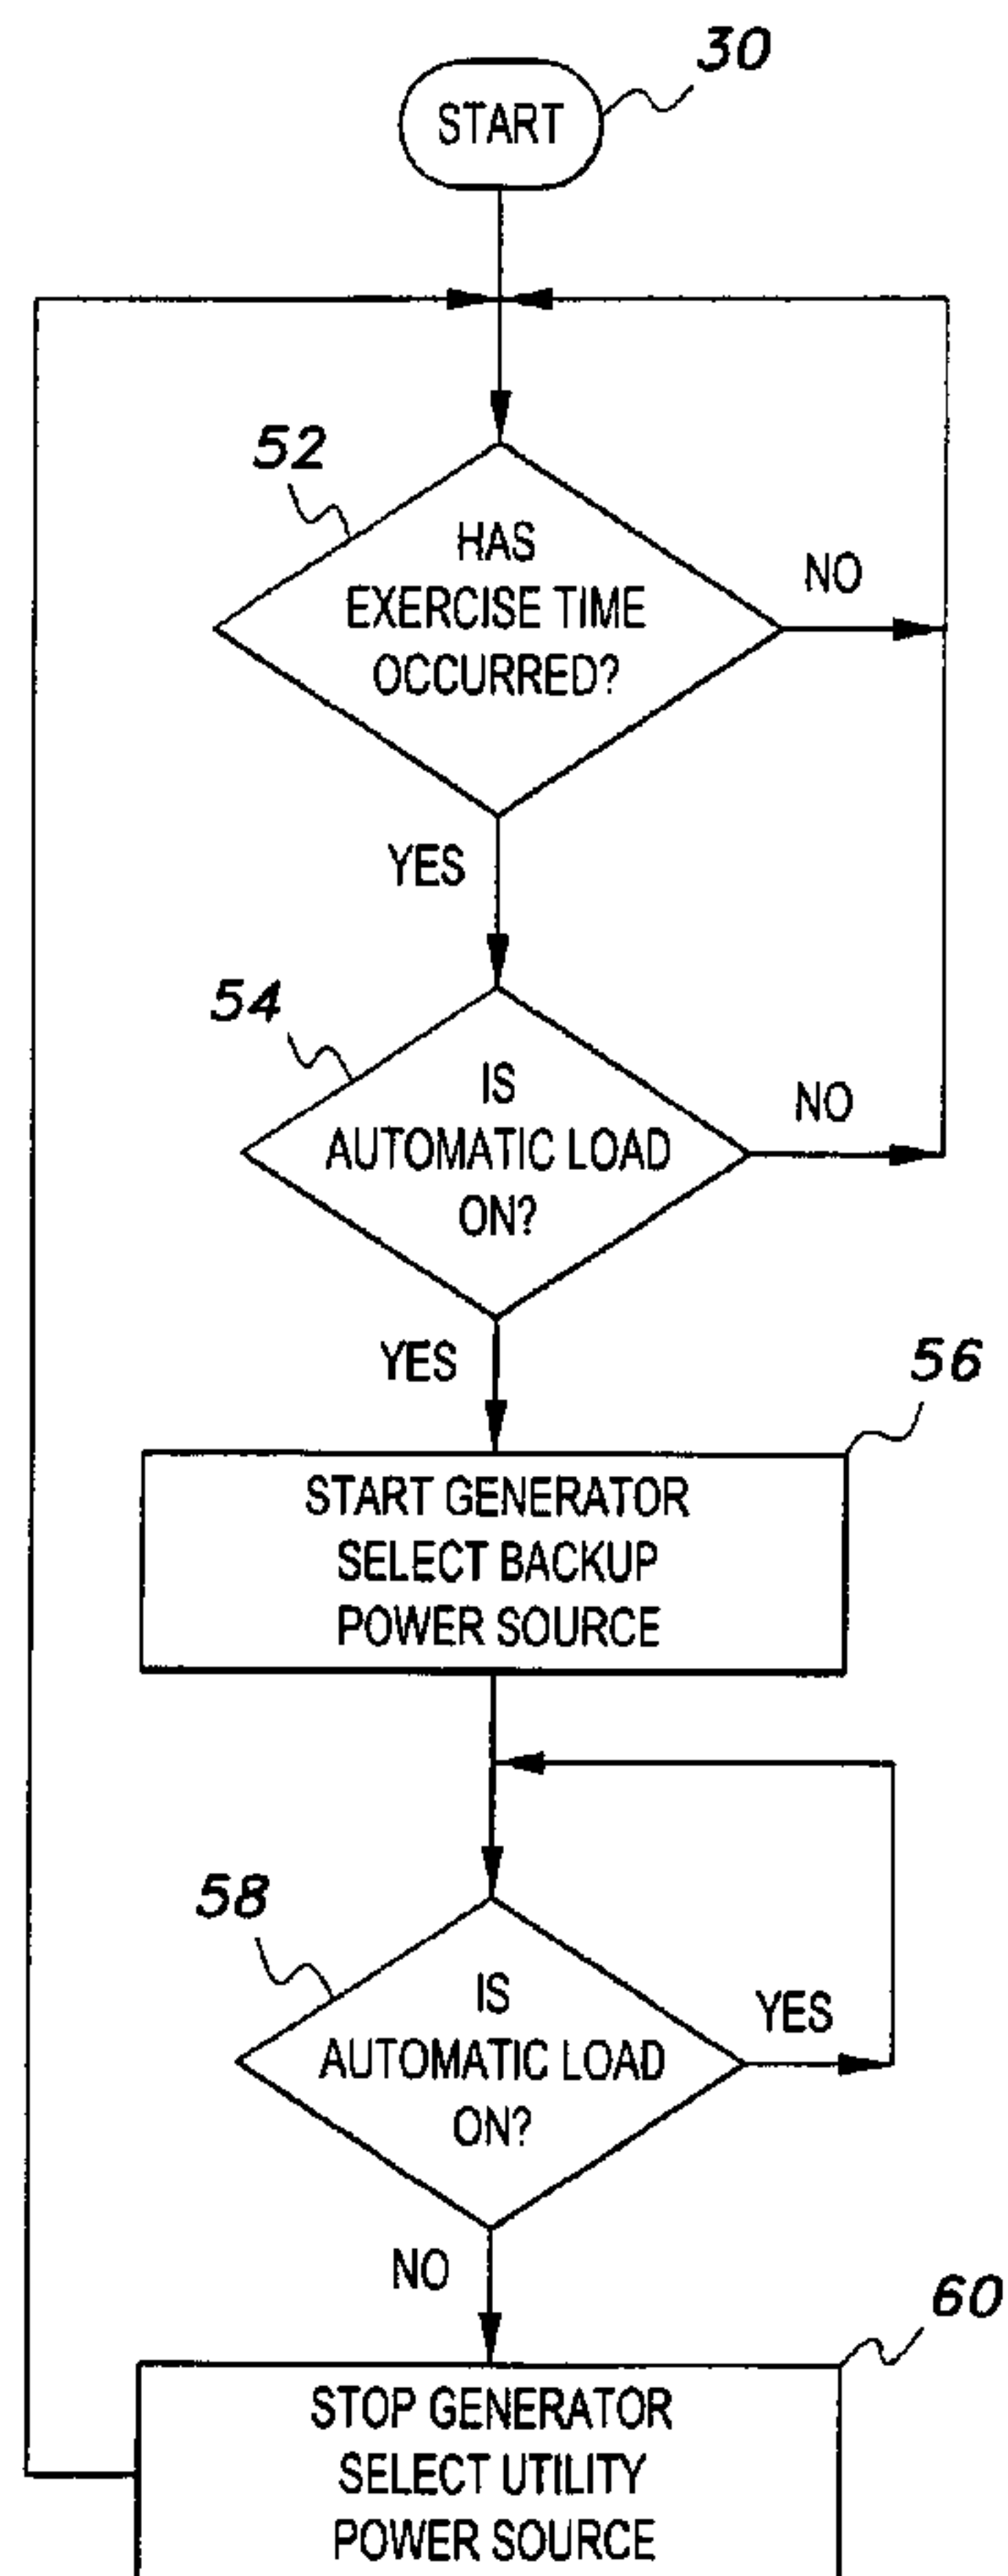 30
START
52
HAS
EXERCISE TIME
OCCURRED?
NO
YES
54
IS
AUTOMATIC LOAD
ON?
NO
YES
56
START GENERATOR
SELECT BACKUP
POWER SOURCE
58
IS
AUTOMATIC LOAD
ON?
YES
NO
60
STOP GENERATOR
SELECT UTILITY
POWER SOURCE